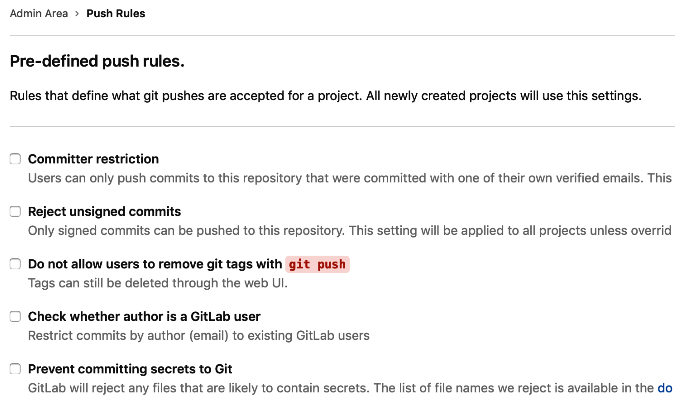 Admin Area > Push Rules
Pre-defined push rules.
Rules that define what git pushes are accepted for a project. All newly created projects will use this settings.
Committer restriction
Users can only push commits to this repository that were committed with one of their own verified emails. This
Reject unsigned commits
Only signed commits can be pushed to this repository. This setting will be applied to all projects unless overrid
Do not allow users to remove git tags with git push
Tags can still be deleted through the web UI.
Check whether author is a GitLab user
Restrict commits by author (email) to existing GitLab users
Prevent committing secrets to Git
GitLab will reject any files that are likely to contain secrets. The list of file names we reject is available in the do